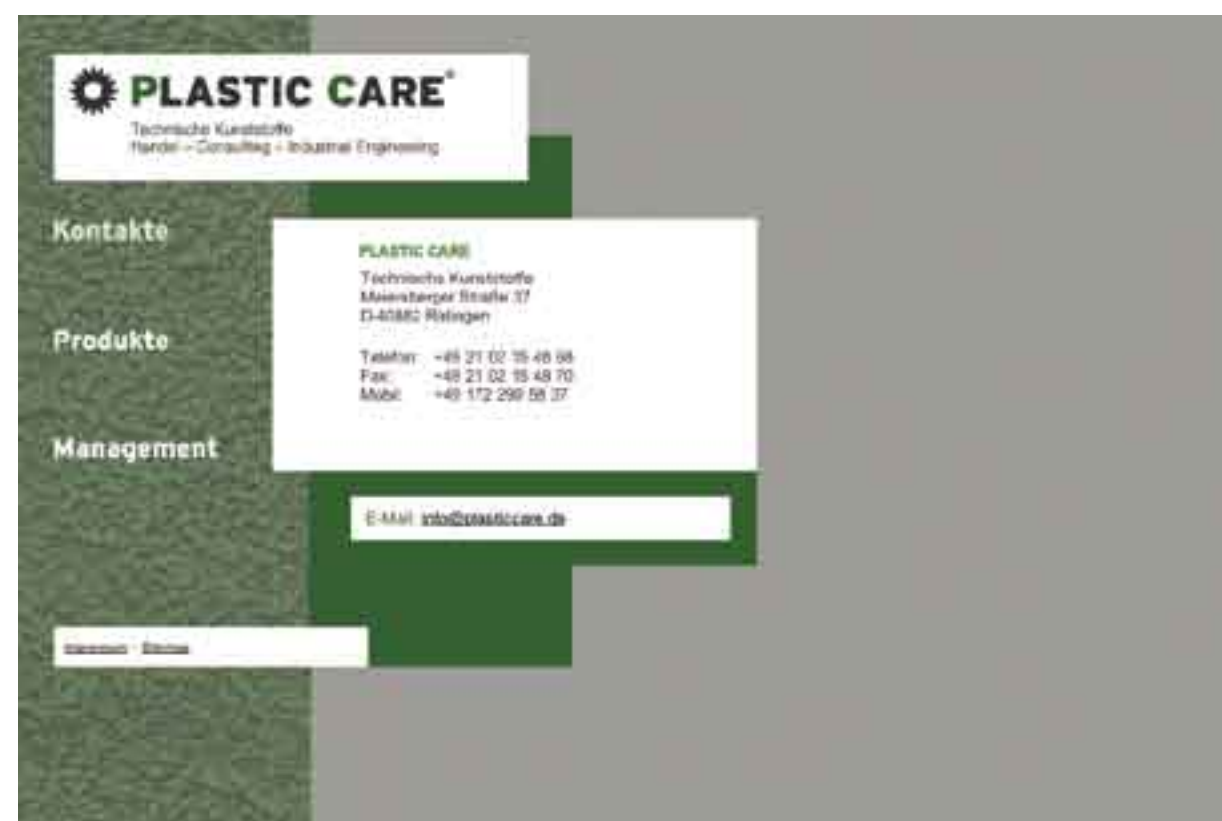 PLASTIC CARE®
Technische Kunststoffe
Handel – Consulting – Industrial Engineering
Kontakte
PLASTIC CARE
Technische Kunststoffe
Meiersberger Straße 37
D-40882 Ratingen
Telefon: +49 21 02 15 48
Fax: +49 21 02 15 48 70
Mobil: +49 172 299 58 37
Produkte
Management
E-Mail: info@plasticcare.de
Impressum - Sitemap